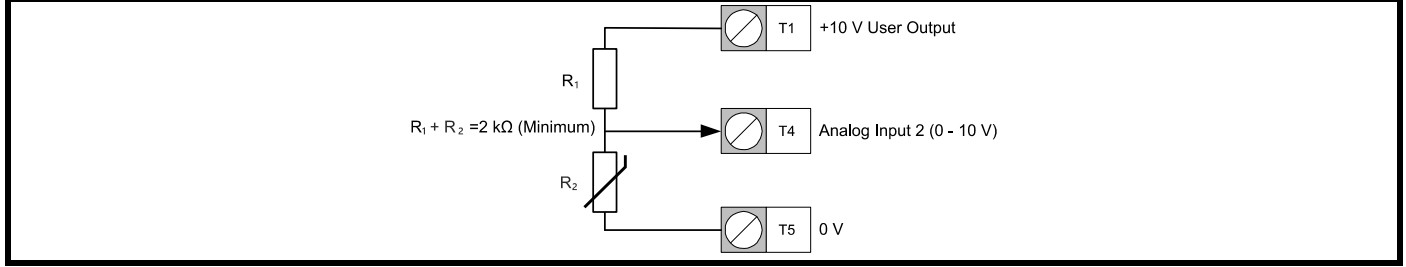 T1 +10 V User Output
R₁
R₁ + R₂ =2 kΩ (Minimum)
T4 Analog Input 2 (0 - 10 V)
R₂
T5 0 V